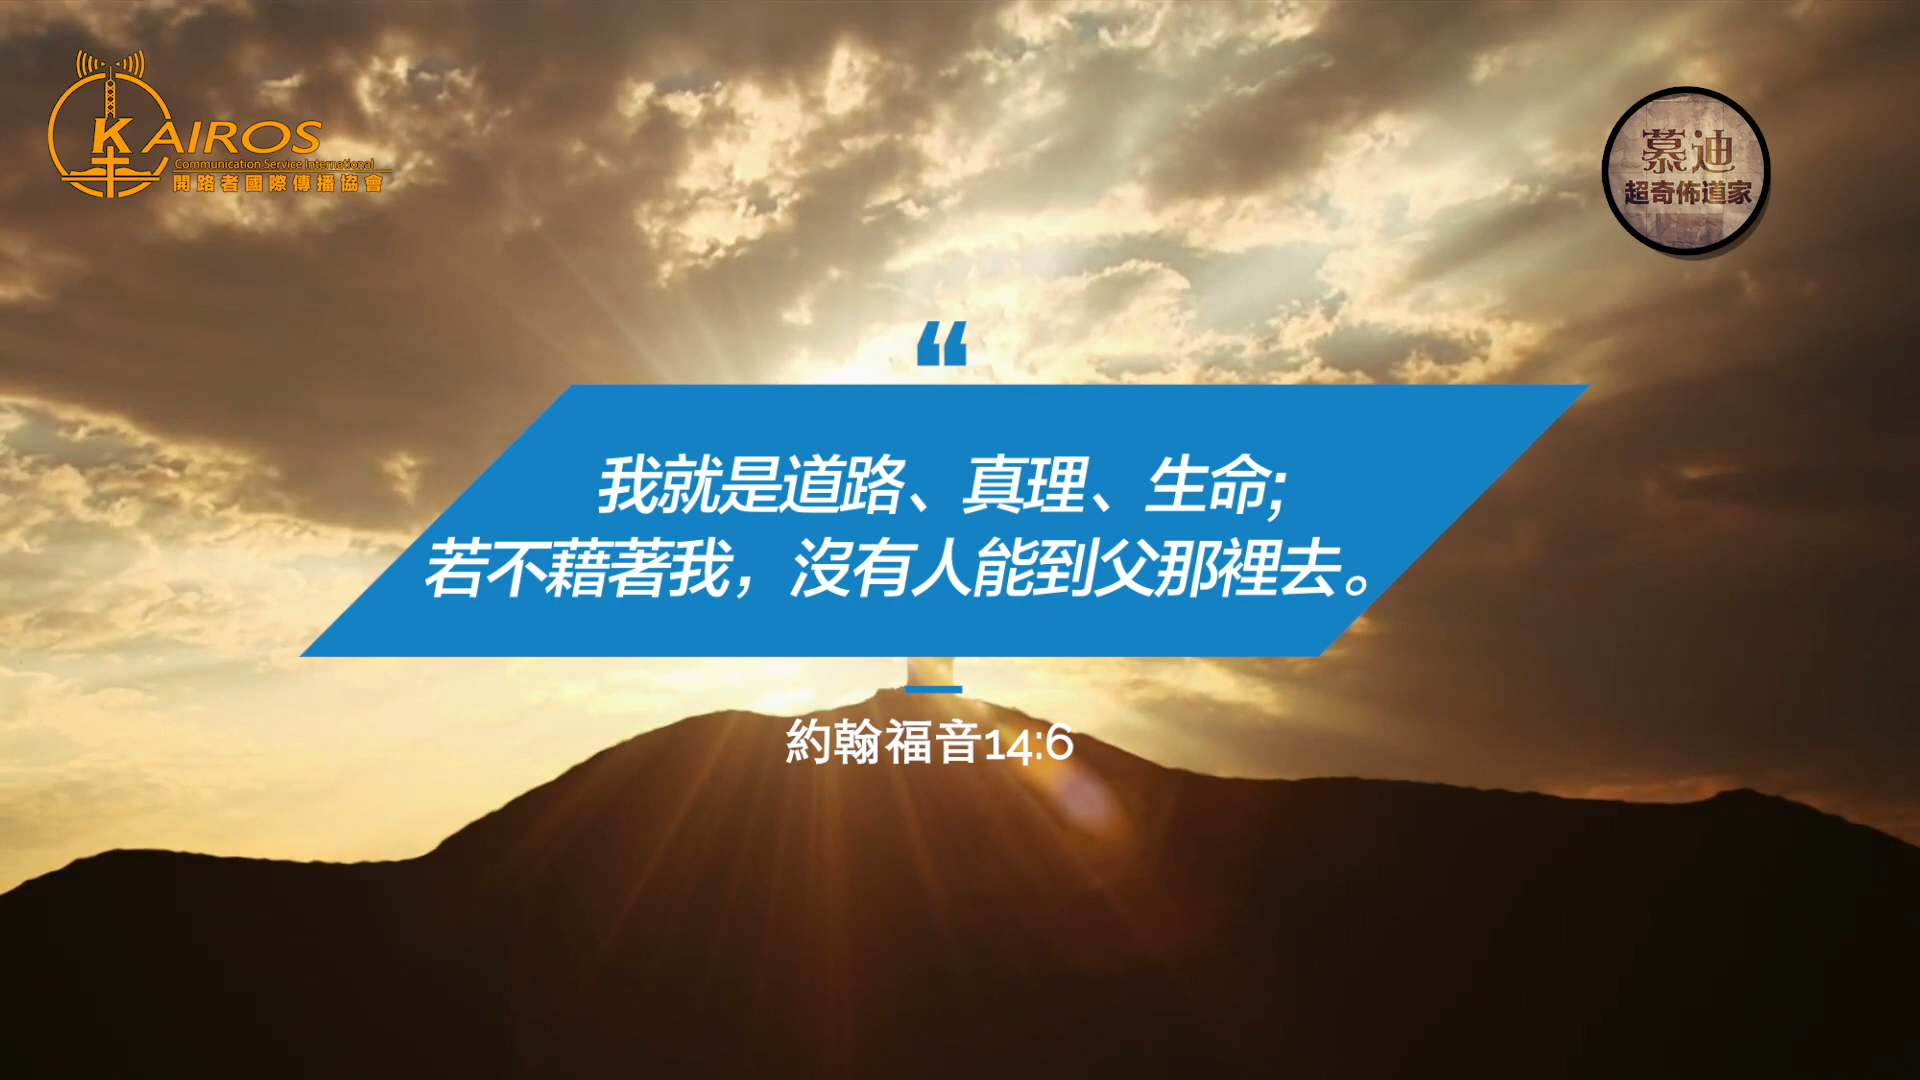 KAIROS
Communication Service International
開路者國際傳播協會
慕迪
超奇佈道家
“
我就是道路、真理、生命;
若不藉著我，沒有人能到父那裡去。
約翰福音14:6